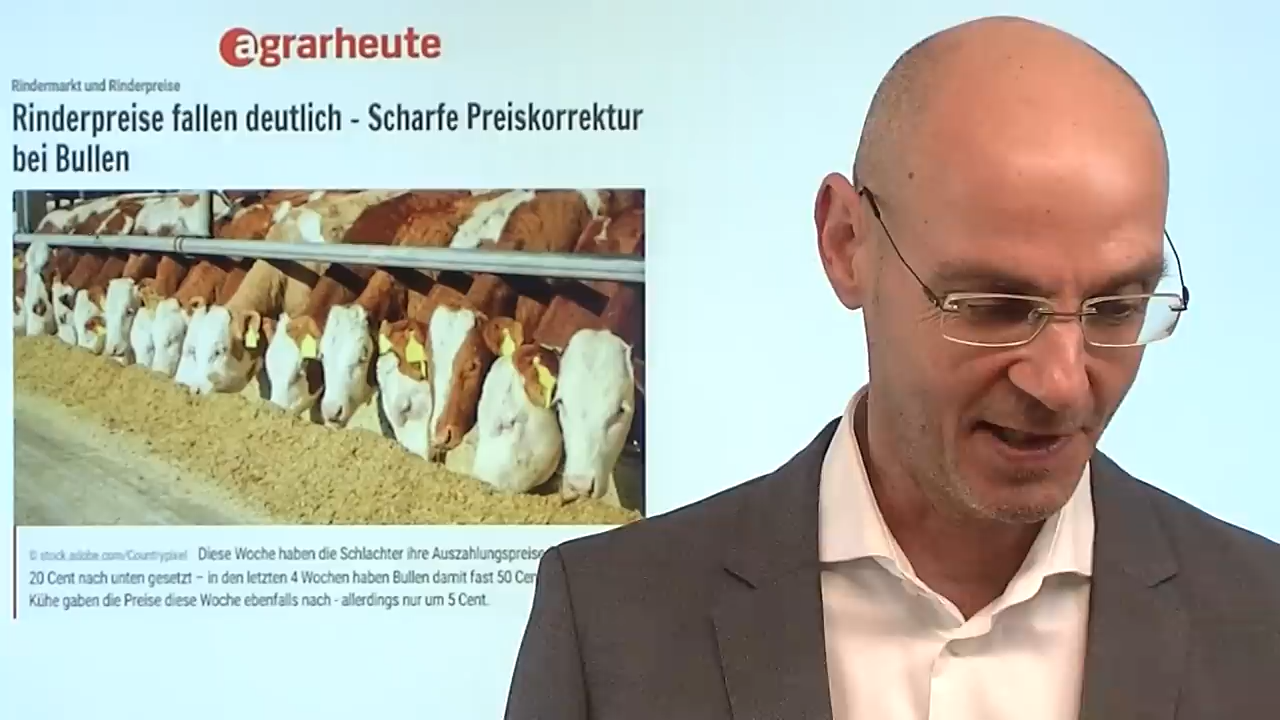 agrarheute
Rindermarkt und Rinderpreise
Rinderpreise fallen deutlich - Scharfe Preiskorrektur
bei Bullen
© stock.adobe.com/Countrypixel Diese Woche haben die Schlachter ihre Auszahlungspreise
20 Cent nach unten gesetzt – in den letzten 4 Wochen haben Bullen damit fast 50 Cen
Kühe gaben die Preise diese Woche ebenfalls nach - allerdings nur um 5 Cent.